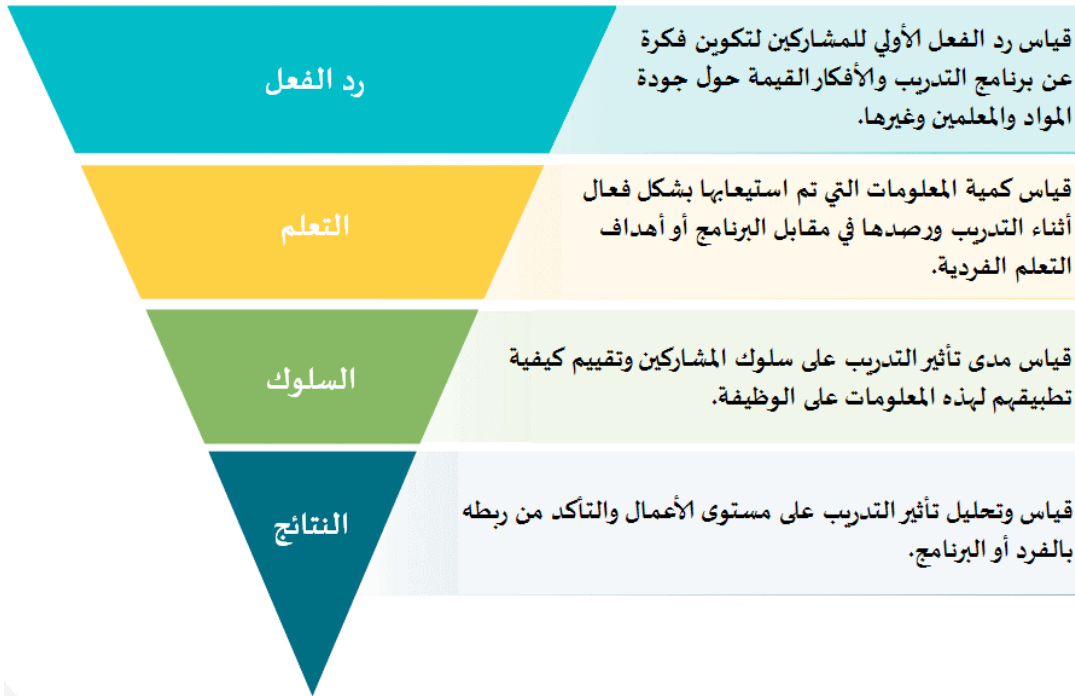 رد الفعل
قياس رد الفعل الأولي للمشاركين لتكوين فكرة
عن برنامج التدريب والأفكار القيمة حول جودة
المواد والمعلمين وغيرها.
التعلم
قياس كمية المعلومات التي تم استيعابها بشكل فعال
أثناء التدريب ورصدها في مقابل البرنامج أو أهداف
التعلم الفردية.
السلوك
قياس مدى تأثير التدريب على سلوك المشاركين وتقييم كيفية
تطبيقهم لهذه المعلومات على الوظيفة.
النتائج
قياس وتحليل تأثير التدريب على مستوى الأعمال والتأكد من ربطه
بالفرد أو البرنامج.